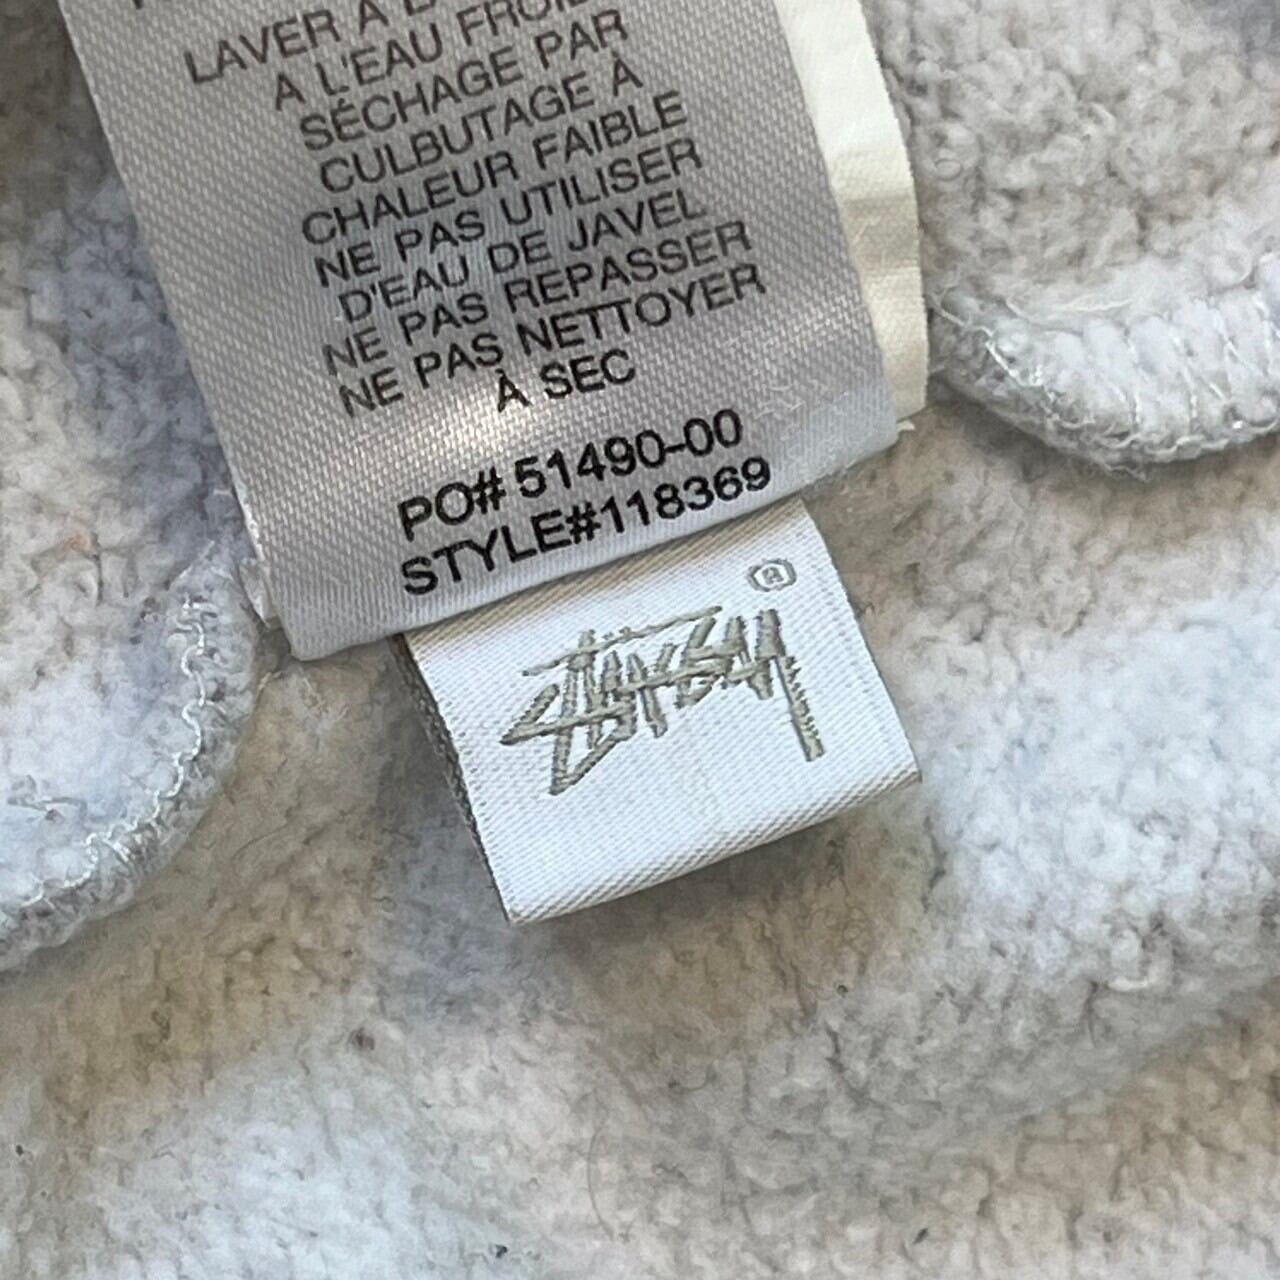 LAVER À
A L'EAU FROIDE
SÉCHAGE PAR
CULBUTAGE À
CHALEUR FAIBLE
NE PAS UTILISER
D'EAU DE JAVEL
NE PAS REPASSER
NE PAS NETTOYER
À SEC
PO# 51490-00
STYLE#118369
®
STÜSSY